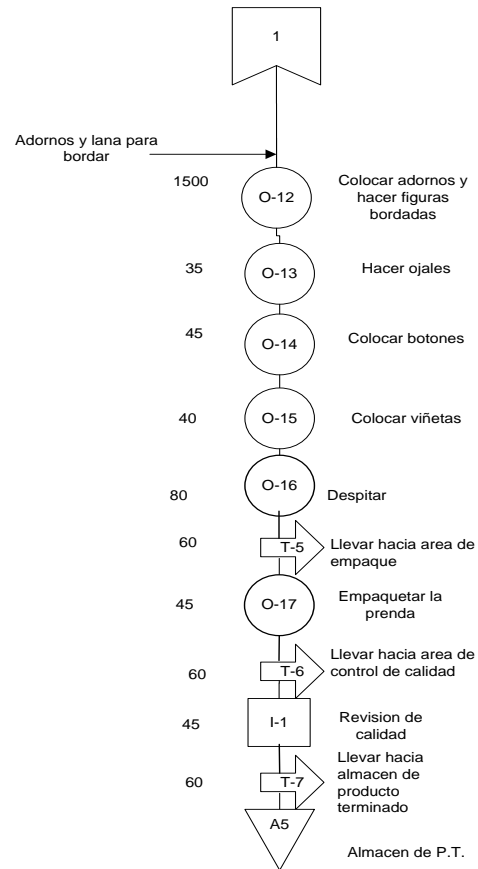 1
Adornos y lana para
bordar
1500
O-12
Colocar adornos y
hacer figuras
bordadas
35
O-13
Hacer ojales
45
O-14
Colocar botones
40
O-15
Colocar viñetas
80
O-16
Despitar
60
T-5
Llevar hacia area de
empaque
45
O-17
Empaquetar la
prenda
60
T-6
Llevar hacia area de
control de calidad
45
I-1
Revision de
calidad
60
T-7
Llevar hacia
almacen de
producto
terminado
A5
Almacen de P.T.